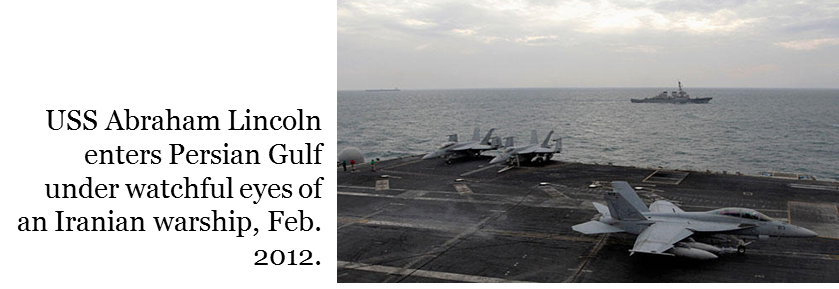 USS Abraham Lincoln
enters Persian Gulf
under watchful eyes of
an Iranian warship, Feb.
2012.